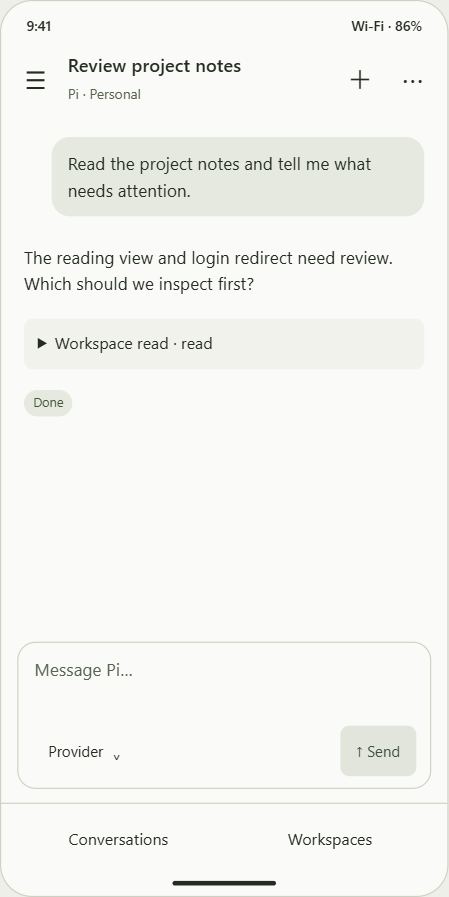 9:41
Wi-Fi · 86%
Review project notes
Pi · Personal
Read the project notes and tell me what
needs attention.
The reading view and login redirect need review.
Which should we inspect first?
Workspace read · read
Done
Message Pi...
Provider
↑ Send
Conversations
Workspaces